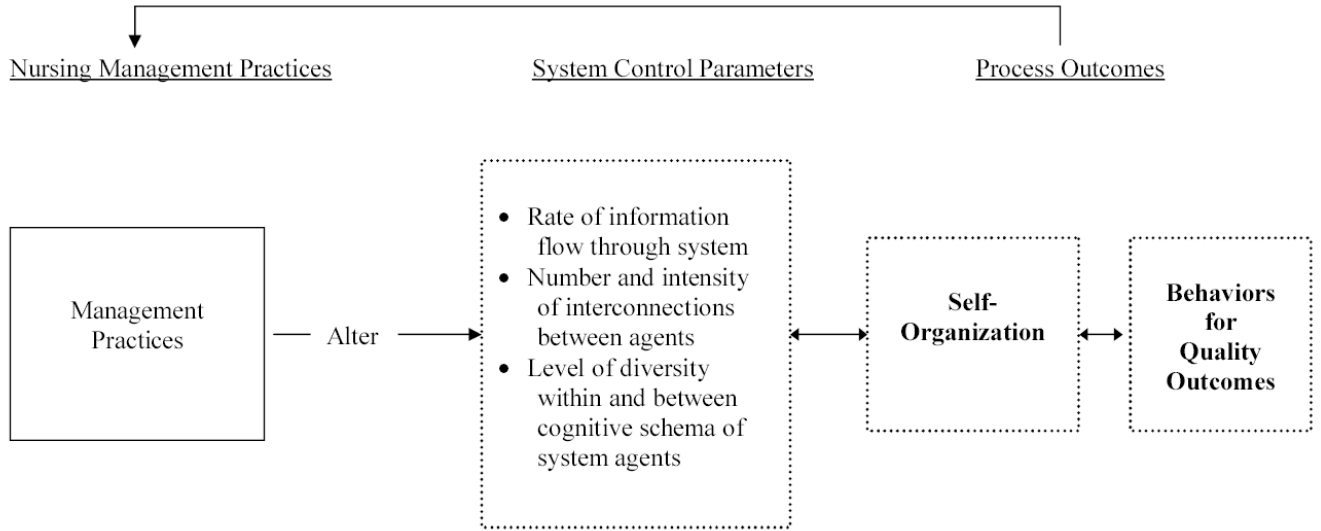 Nursing Management Practices
System Control Parameters
Process Outcomes
Management
Practices
Alter
• Rate of information
flow through system
• Number and intensity
of interconnections
between agents
• Level of diversity
within and between
cognitive schema of
system agents
Self-
Organization
Behaviors
for
Quality
Outcomes